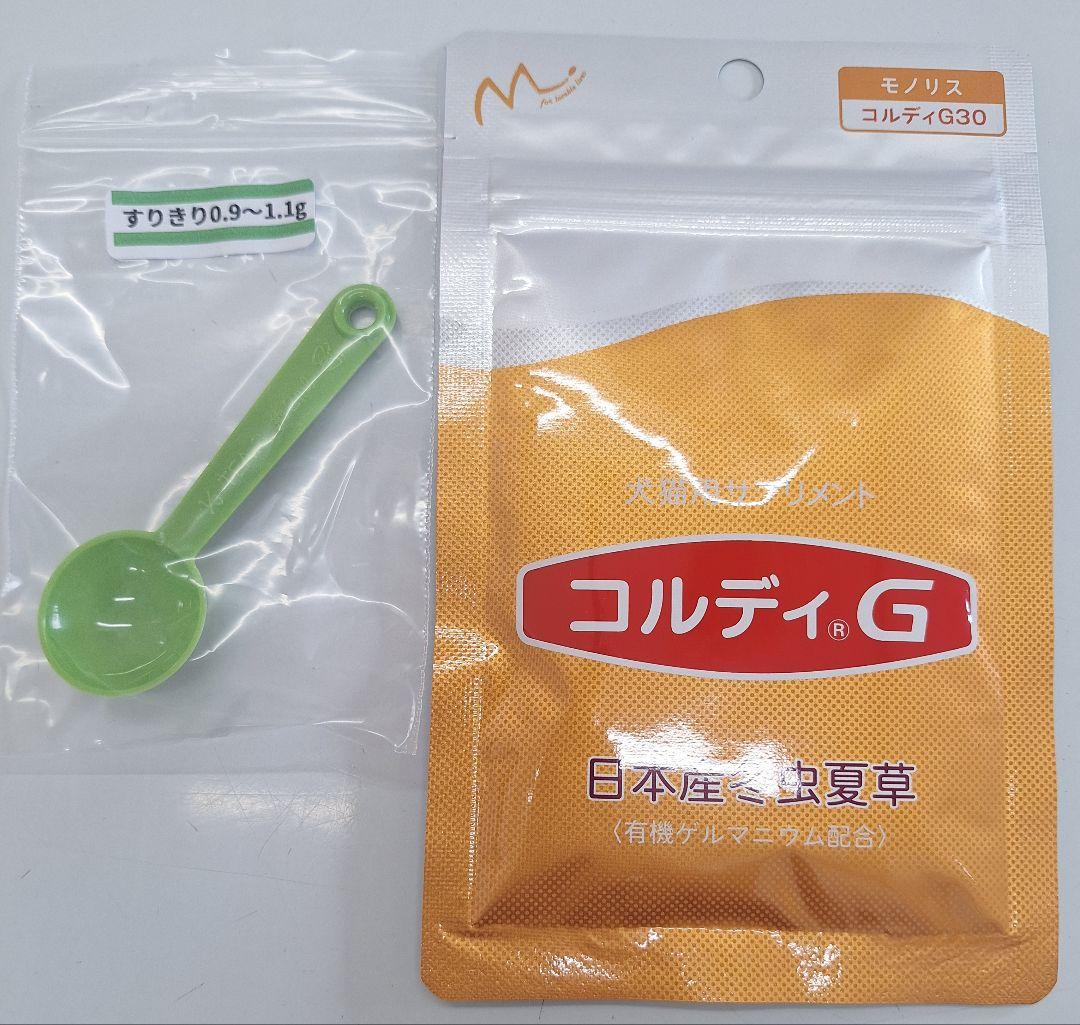 すりきり0.9～1.1g
モノリス
コルディG30
犬猫用サプリメント
コルディ®G
日本産冬虫夏草
〈有機ゲルマニウム配合〉